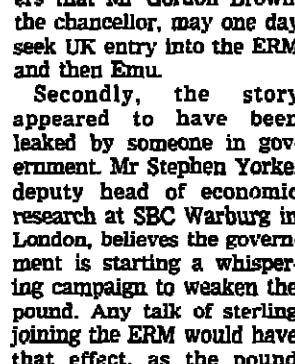 ers that Mr Gordon Brown
the chancellor, may one day
seek UK entry into the ERM
and then Emu.
Secondly, the story
appeared to have been
leaked by someone in gov-
ernment. Mr Stephen Yorke
deputy head of economic
research at SBC Warburg in
London, believes the govern-
ment is starting a whisper-
ing campaign to weaken the
pound. Any talk of sterling
joining the ERM would have
that effect, as the pound